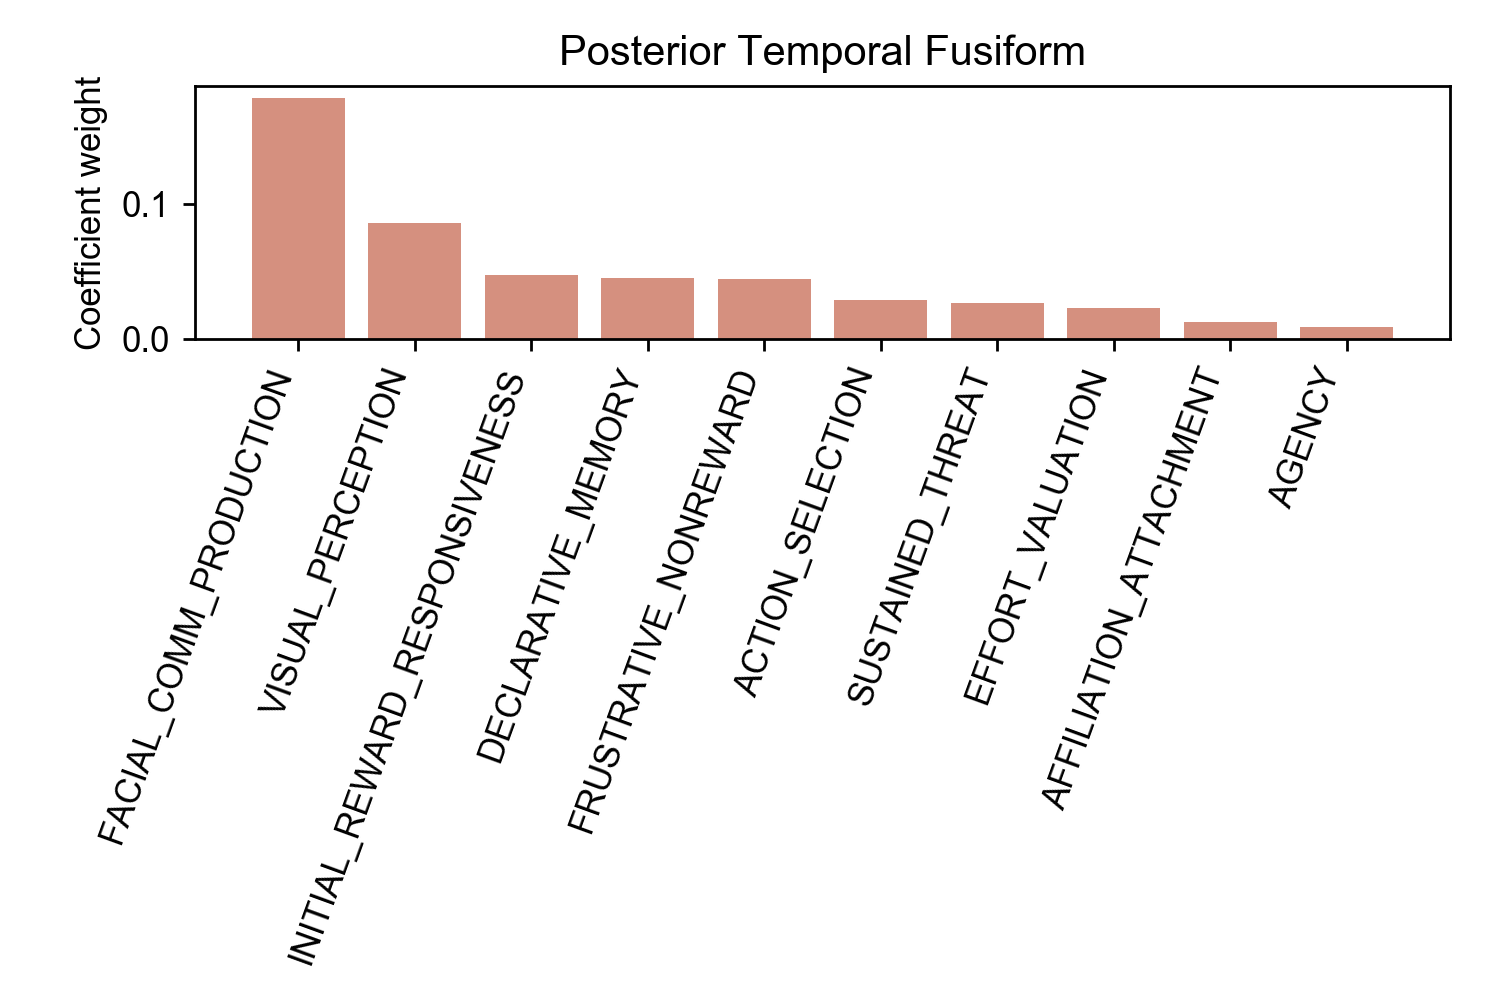 Posterior Temporal Fusiform
Coefficient weight
0.1
0.0
FACIAL_COMM_PRODUCTION
VISUAL_PERCEPTION
INITIAL_REWARD_RESPONSIVENESS
DECLARATIVE_MEMORY
FRUSTRATIVE_NONREWARD
ACTION_SELECTION
SUSTAINED_THREAT
EFFORT_VALUATION
AFFILIATION_ATTACHMENT
AGENCY